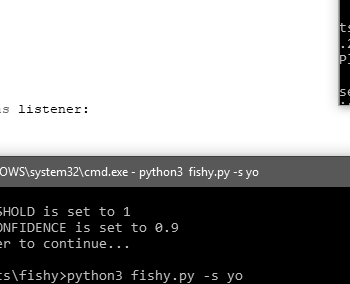 ts
.2
Pl
se
as listener:
OWS\system32\cmd.exe - python3 fishy.py -s yo
SHOLD is set to 1
ONFIDENCE is set to 0.9
er to continue...
ts\fishy>python3 fishy.py -s yo